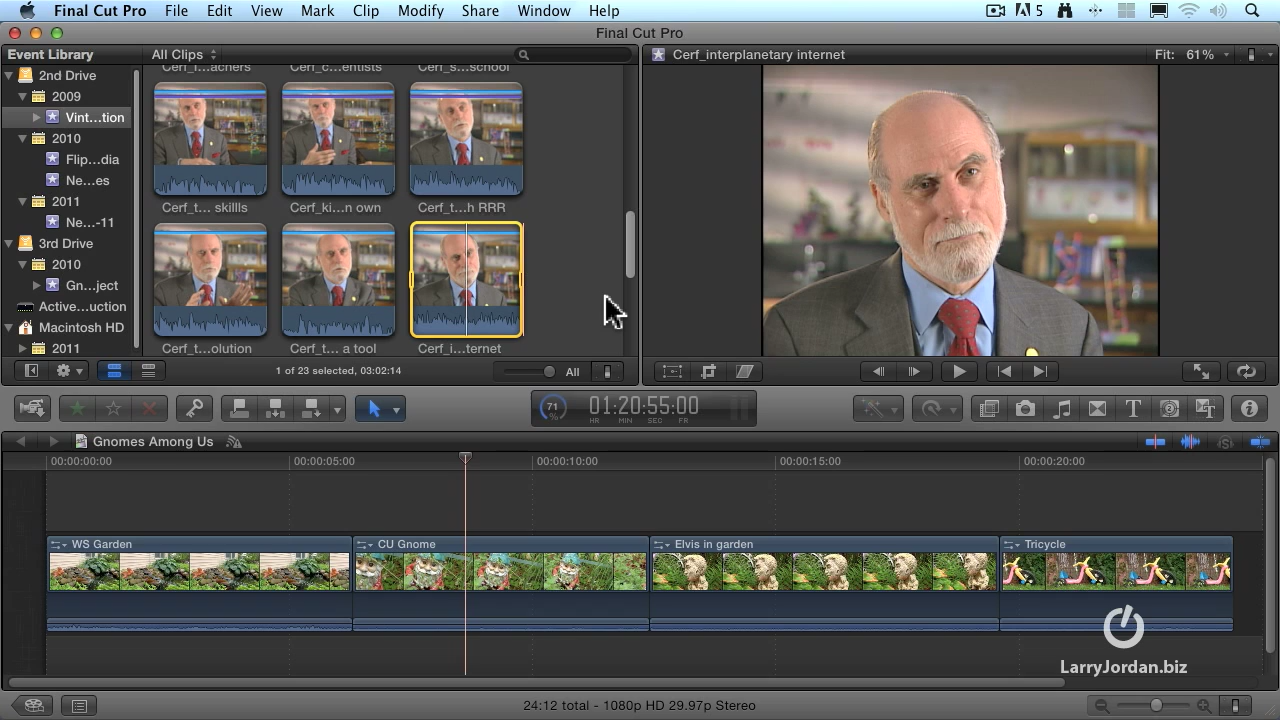 Final Cut Pro File Edit View Mark Clip Modify Share Window Help 5
Final Cut Pro
Event Library All Clips
Cerf_interplanetary internet Fit: 61%
2nd Drive
2009
Vint...tion
2010
Flip...dia
Ne...es
2011
Ne...-11
3rd Drive
2010
Gn...ject
Active...uction
Macintosh HD
2011
Cerf_c...entists Cerf_s...school
Cerf_t... skillls Cerf_ki...n own Cerf_t...h RRR
Cerf_t...olution Cerf_t... a tool Cerf_i...ternet
1 of 23 selected, 03:02:14 All
71 % 01:20:55:00
HR MIN SEC FR
Gnomes Among Us
00:00:00:00 00:00:05:00 00:00:10:00 00:00:15:00 00:00:20:00
WS Garden CU Gnome Elvis in garden Tricycle
LarryJordan.biz
24:12 total - 1080p HD 29.97p Stereo